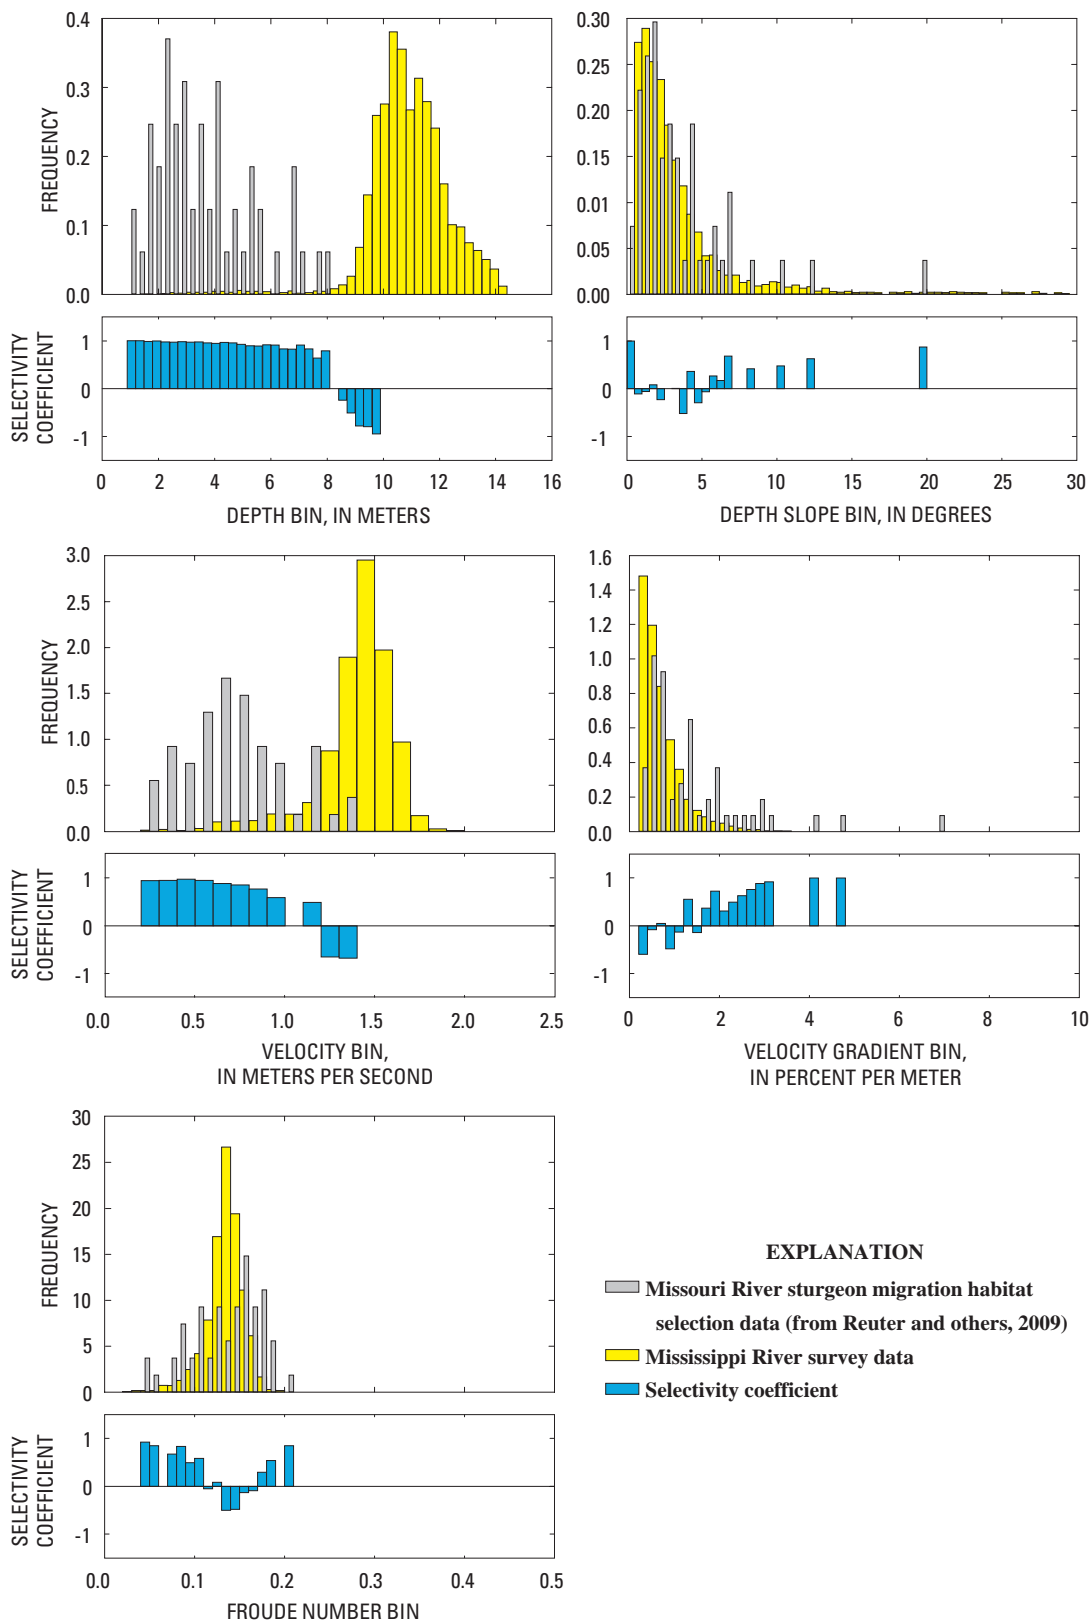 0.4
0.3
0.2
0.1
0.0
FREQUENCY
1
0
-1
SELECTIVITY
COEFFICIENT
0 2 4 6 8 10 12 14 16
DEPTH BIN, IN METERS
0.30
0.25
0.20
0.15
0.01
0.05
0.00
1
0
-1
0 5 10 15 20 25 30
DEPTH SLOPE BIN, IN DEGREES
3.0
2.5
2.0
1.5
1.0
0.5
0.0
FREQUENCY
1
0
-1
SELECTIVITY
COEFFICIENT
0.0 0.5 1.0 1.5 2.0 2.5
VELOCITY BIN,
IN METERS PER SECOND
1.6
1.4
1.2
1.0
0.8
0.6
0.4
0.2
0.0
1
0
-1
0 2 4 6 8 10
VELOCITY GRADIENT BIN,
IN PERCENT PER METER
30
25
20
15
10
5
0
FREQUENCY
1
0
-1
SELECTIVITY
COEFFICIENT
0.0 0.1 0.2 0.3 0.4 0.5
FROUDE NUMBER BIN
EXPLANATION
Missouri River sturgeon migration habitat
selection data (from Reuter and others, 2009)
Mississippi River survey data
Selectivity coefficient